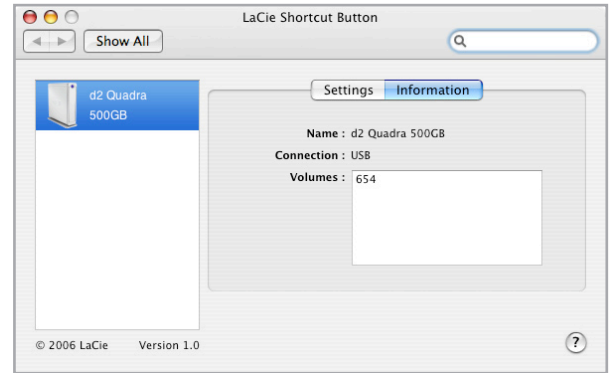 LaCie Shortcut Button
Show All
d2 Quadra
500GB
Settings Information
Name : d2 Quadra 500GB
Connection : USB
Volumes : 654
© 2006 LaCie Version 1.0
?